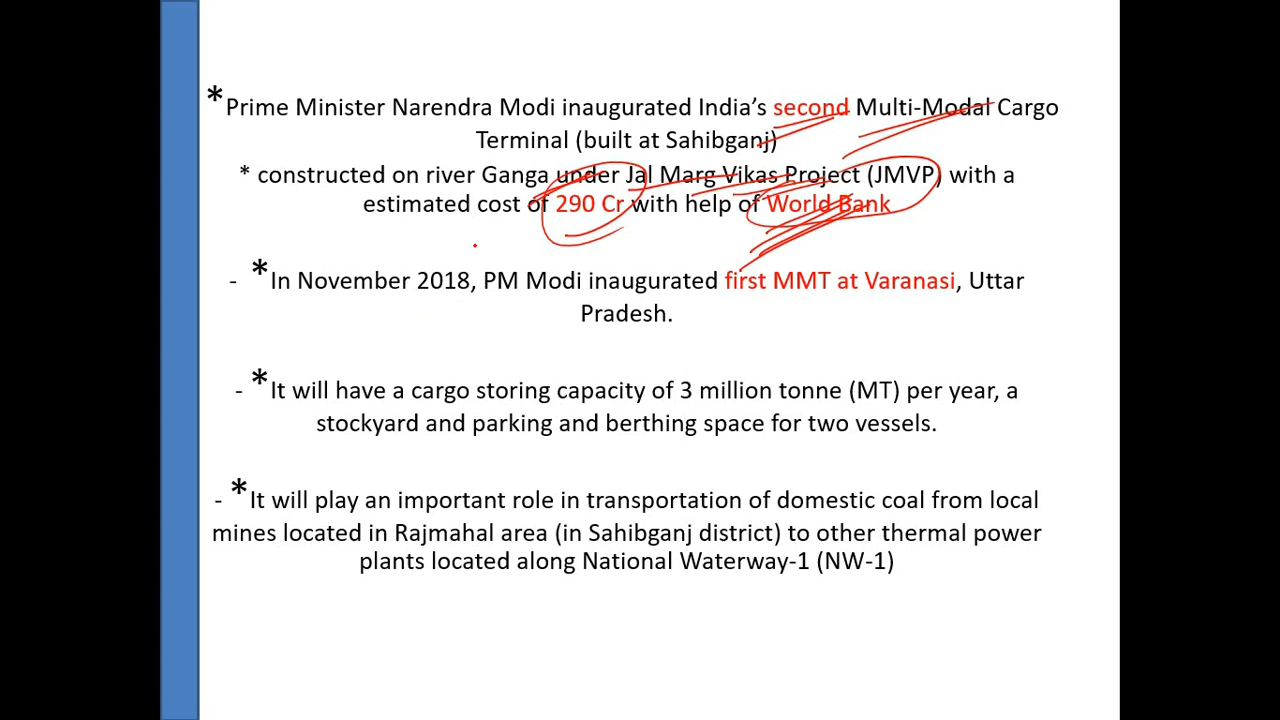 *Prime Minister Narendra Modi inaugurated India’s second Multi-Modal Cargo
Terminal (built at Sahibganj)
* constructed on river Ganga under Jal Marg Vikas Project (JMVP) with a
estimated cost of 290 Cr with help of World Bank
- *In November 2018, PM Modi inaugurated first MMT at Varanasi, Uttar
Pradesh.
- *It will have a cargo storing capacity of 3 million tonne (MT) per year, a
stockyard and parking and berthing space for two vessels.
- *It will play an important role in transportation of domestic coal from local
mines located in Rajmahal area (in Sahibganj district) to other thermal power
plants located along National Waterway-1 (NW-1)